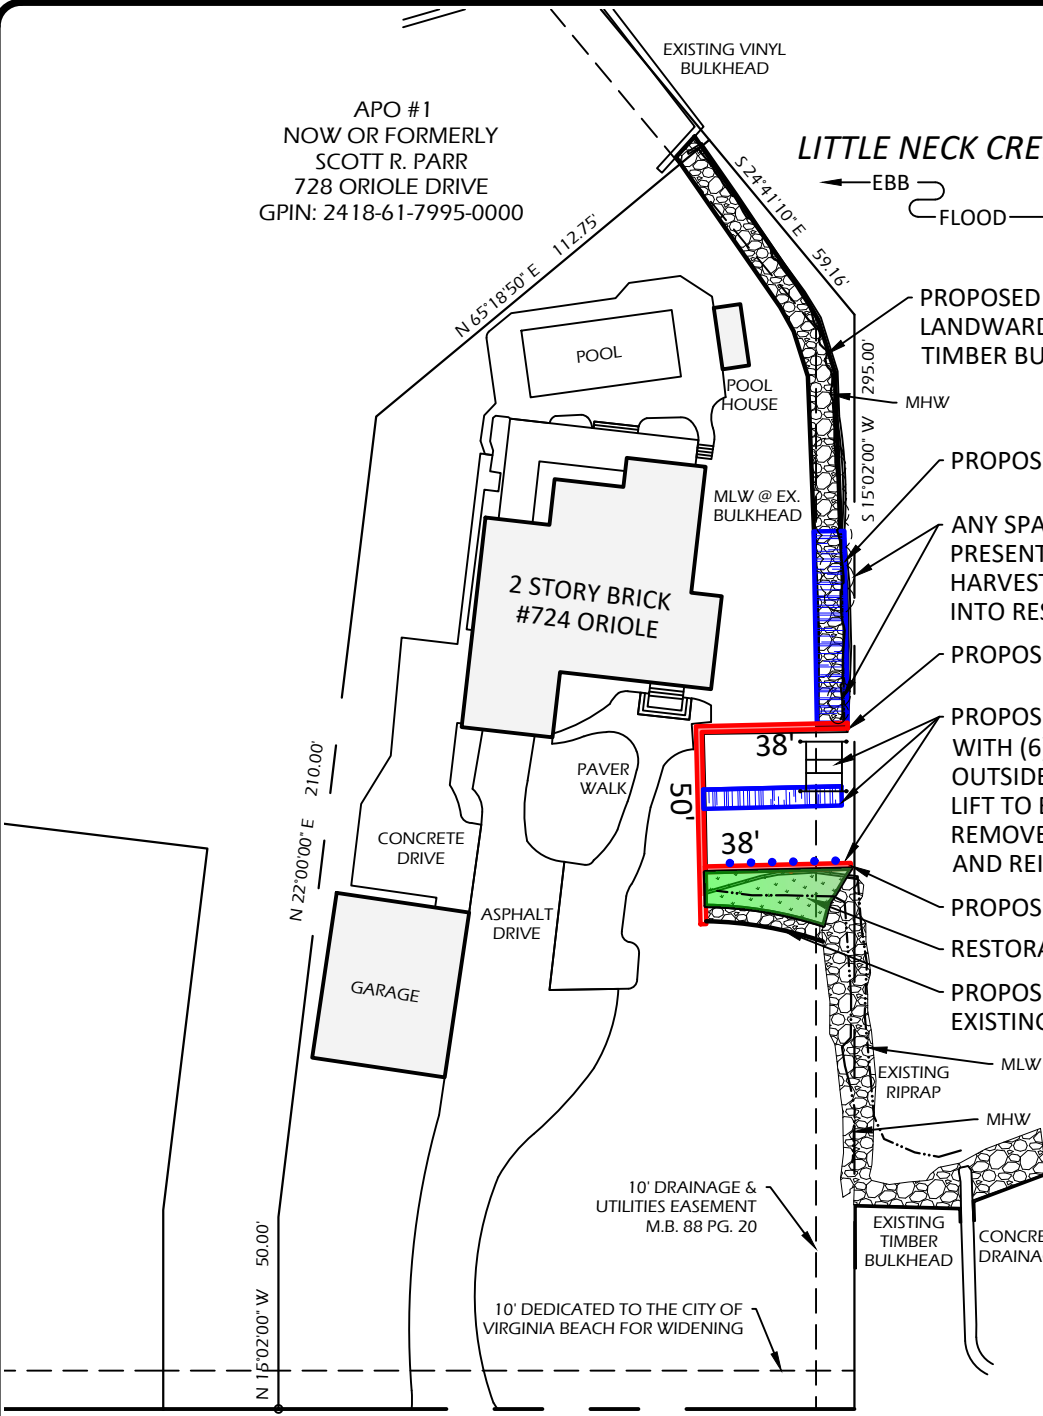 EXISTING VINYL
BULKHEAD
APO #1
NOW OR FORMERLY
SCOTT R. PARR
728 ORIOLE DRIVE
GPIN: 2418-61-7995-0000
LITTLE NECK CRE
EBB
FLOOD
S 24°41'10" E 59.16'
N 65°18'50" E 112.75'
PROPOSED
LANDWARD
TIMBER BU
POOL
POOL
HOUSE
MHW
S 15°02'00" W 295.00'
PROPOS
MLW @ EX.
BULKHEAD
ANY SPA
PRESENT
HARVEST
INTO RES
2 STORY BRICK
#724 ORIOLE
PROPOS
PROPOS
WITH (6
OUTSIDE
LIFT TO B
REMOVE
AND REI
38'
50'
38'
PAVER
WALK
N 22°00'00" E 210.00'
CONCRETE
DRIVE
ASPHALT
DRIVE
PROPOS
RESTORA
PROPOS
EXISTING
GARAGE
MLW
EXISTING
RIPRAP
MHW
10' DRAINAGE &
UTILITIES EASEMENT
M.B. 88 PG. 20
EXISTING
TIMBER
BULKHEAD
CONCRE
DRAINA
N 15°02'00" W 50.00'
10' DEDICATED TO THE CITY OF
VIRGINIA BEACH FOR WIDENING